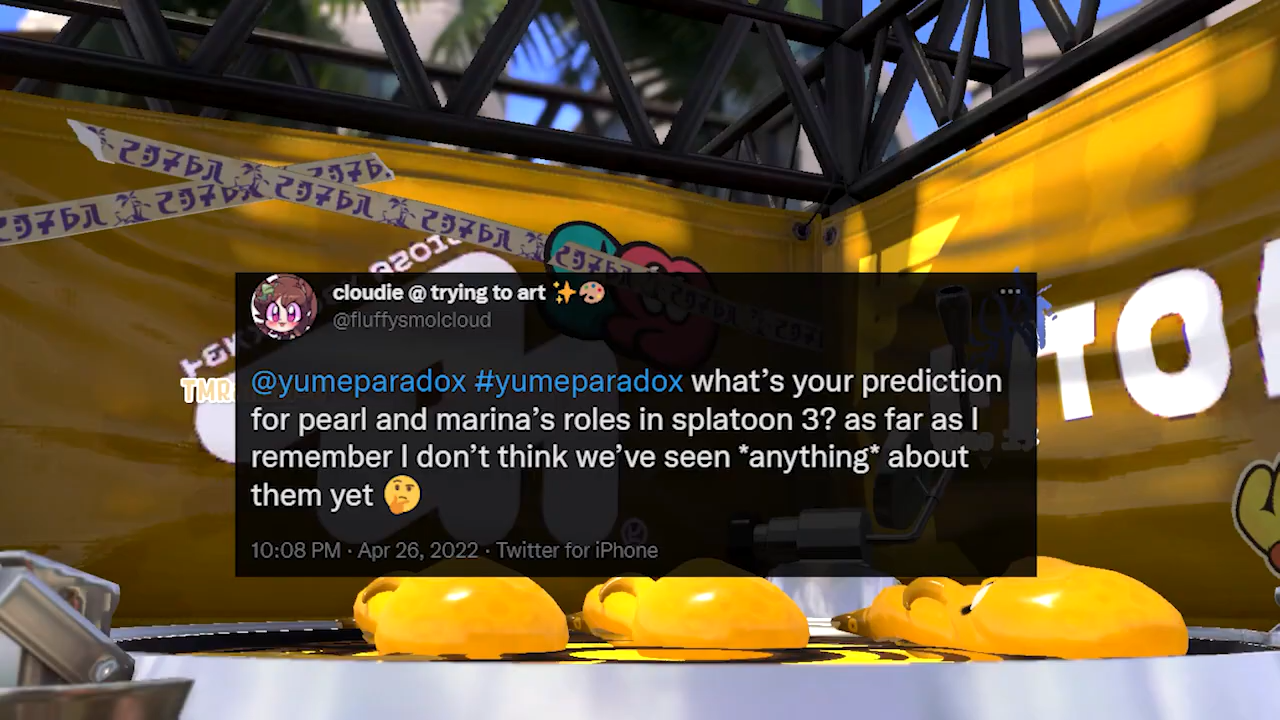 cloudie @ trying to art ✨🎨
@fluffysmolcloud
@yumeparadox #yumeparadox what's your prediction
for pearl and marina's roles in splatoon 3? as far as I
remember I don't think we've seen *anything* about
them yet 🤔
10:08 PM · Apr 26, 2022 · Twitter for iPhone
TMR
TO